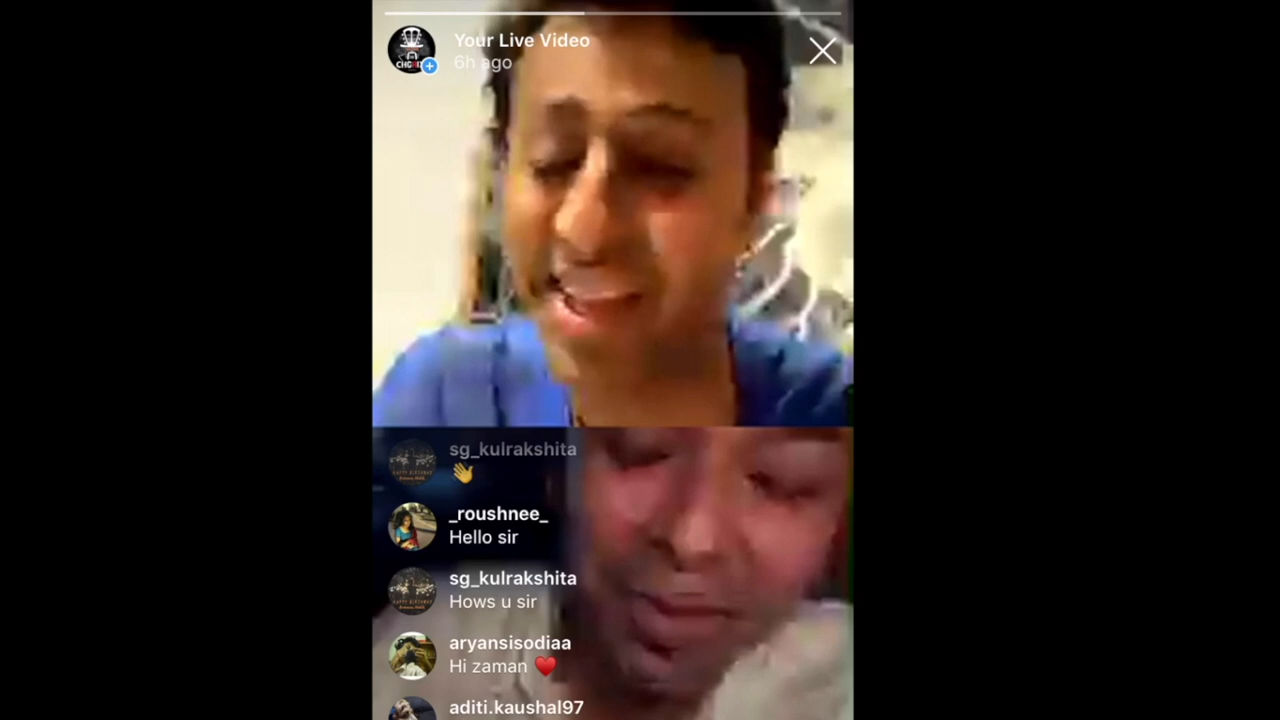 Your Live Video
6h ago
sg_kulrakshita
👋
_roushnee_
Hello sir
sg_kulrakshita
Hows u sir
aryansisodiaa
Hi zaman ❤️
aditi.kaushal97